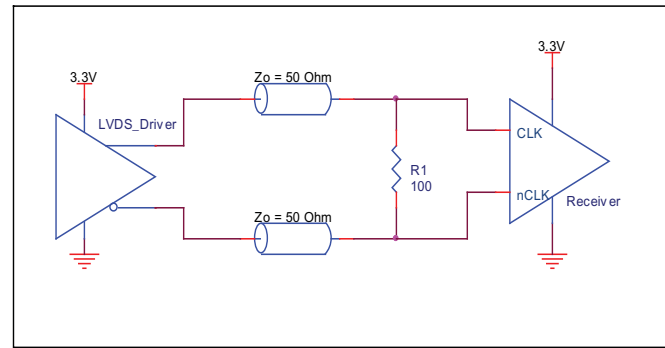 3.3V
LVDS_Driver
Zo = 50 Ohm
Zo = 50 Ohm
R1
100
3.3V
CLK
nCLK
Receiver